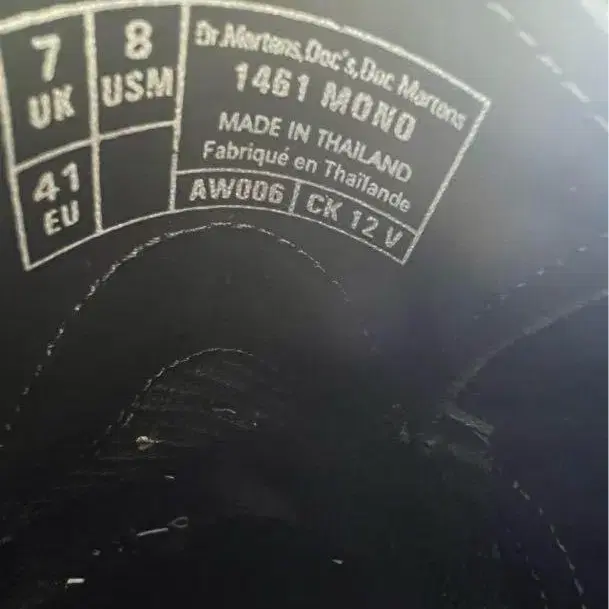 7
UK
8
USM
41
EU
Dr.Martens,Doc's,Doc Martens
1461 MONO
MADE IN THAILAND
Fabriqué en Thaïlande
AW006 | CK 12 V